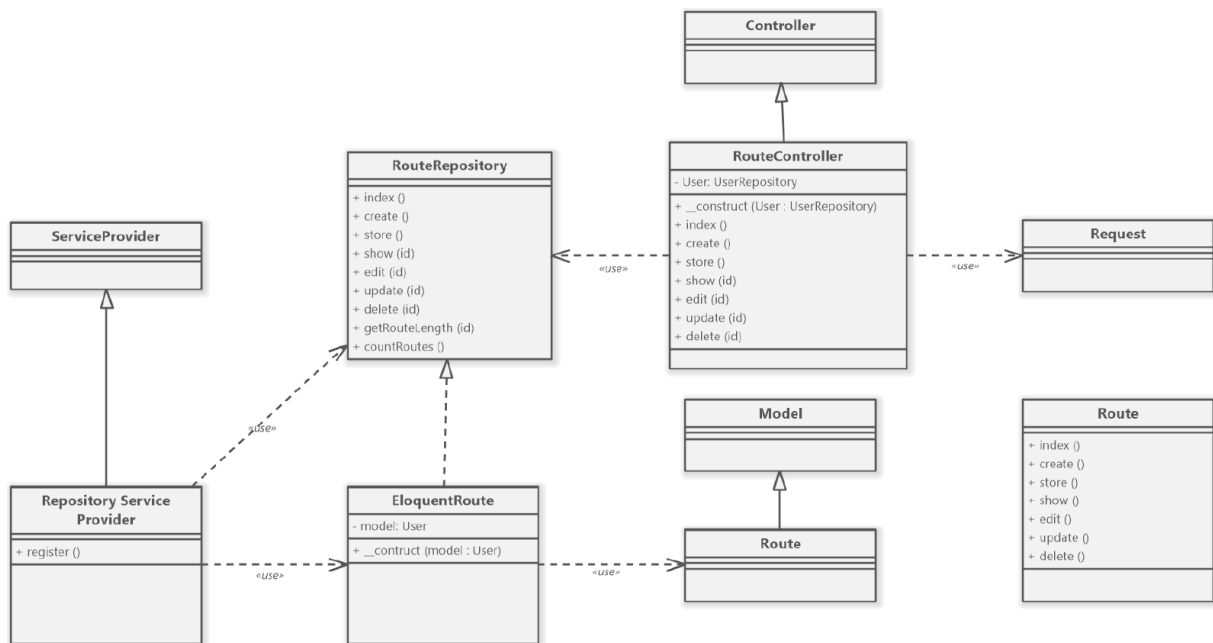 Controller
RouteRepository
+ index ()
+ create ()
+ store ()
+ show (id)
+ edit (id)
+ update (id)
+ delete (id)
+ getRouteLength (id)
+ countRoutes ()
RouteController
- User: UserRepository
+ __construct (User : UserRepository)
+ index ()
+ create ()
+ store ()
+ show (id)
+ edit (id)
+ update (id)
+ delete (id)
ServiceProvider
Request
«use»
«use»
«use»
Model
Route
+ index ()
+ create ()
+ store ()
+ show ()
+ edit ()
+ update ()
+ delete ()
Repository Service
Provider
+ register ()
EloquentRoute
- model: User
+ __contruct (model : User)
Route
«use»
«use»